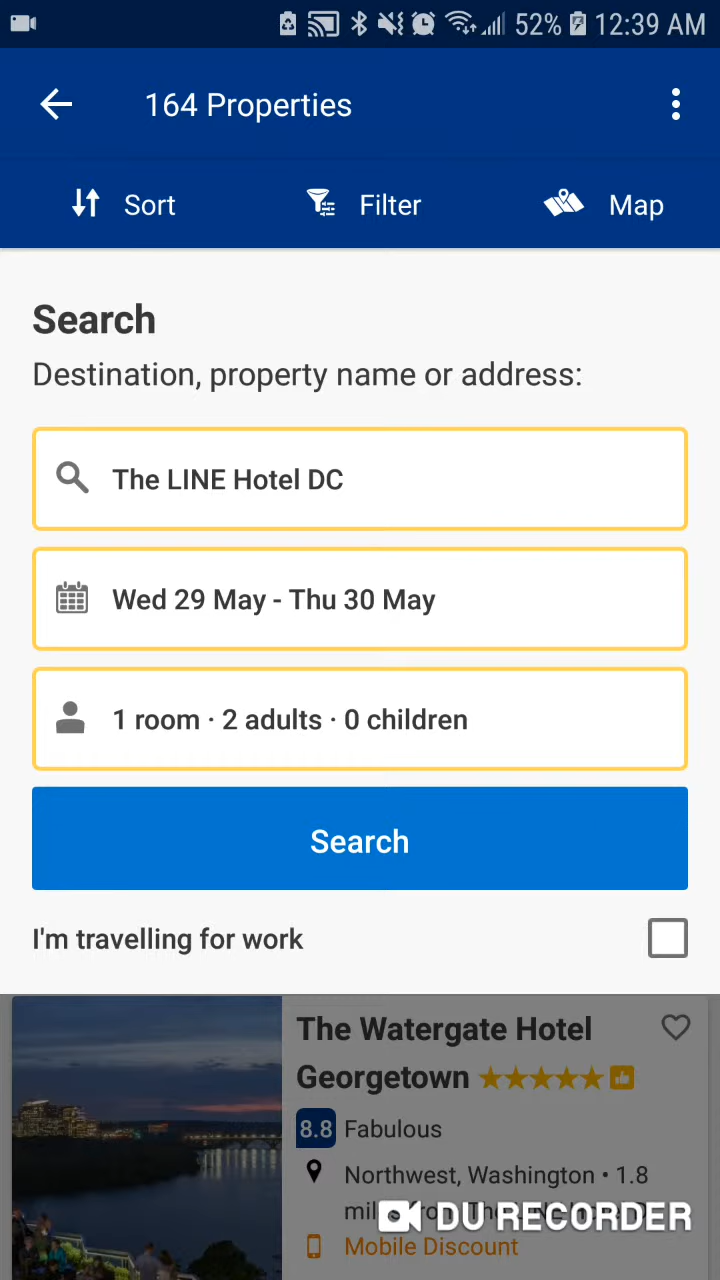 52% 12:39 AM
164 Properties
Sort Filter Map
Search
Destination, property name or address:
The LINE Hotel DC
Wed 29 May - Thu 30 May
1 room · 2 adults · 0 children
Search
I'm travelling for work
The Watergate Hotel
Georgetown
8.8 Fabulous
Northwest, Washington • 1.8
DU RECORDER
Mobile Discount